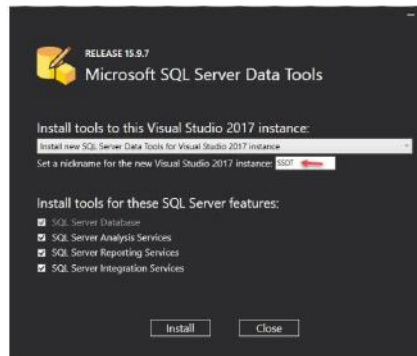 RELEASE 15.9.7
Microsoft SQL Server Data Tools
Install tools to this Visual Studio 2017 instance:
Install new SQL Server Data Tools for Visual Studio 2017 instance
Set a nickname for the new Visual Studio 2017 instance: SSDT
Install tools for these SQL Server features:
SQL Server Database
SQL Server Analysis Services
SQL Server Reporting Services
SQL Server Integration Services
Install Close